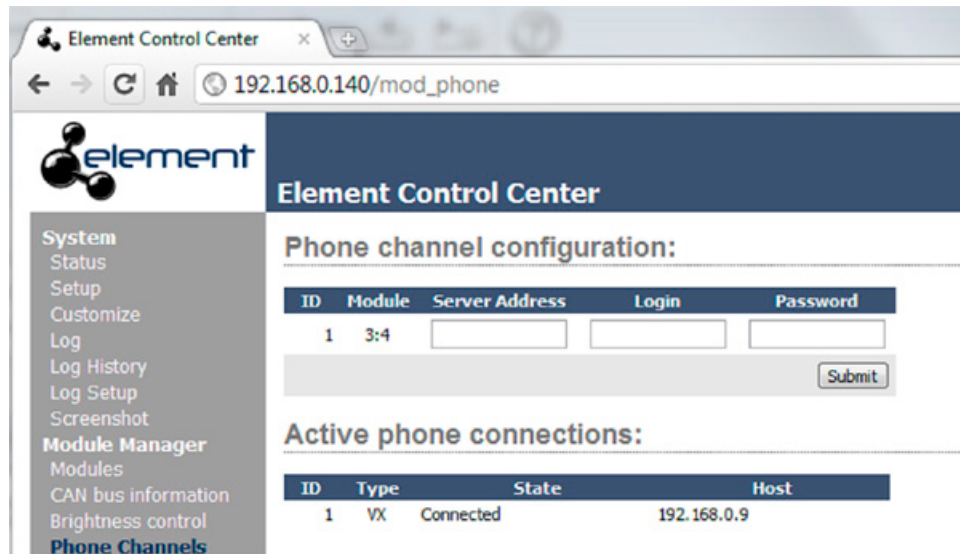 Element Control Center
192.168.0.140/mod_phone
element
Element Control Center
System
Status
Setup
Customize
Log
Log History
Log Setup
Screenshot
Module Manager
Modules
CAN bus information
Brightness control
Phone Channels
Phone channel configuration:
ID Module Server Address Login Password
1 3:4
Submit
Active phone connections:
ID Type State Host
1 VX Connected 192.168.0.9